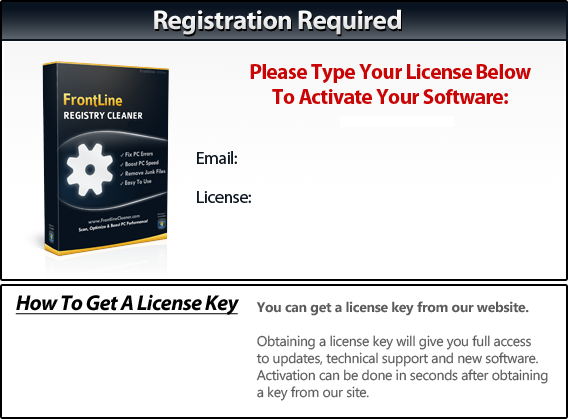 Registration Required
Please Type Your License Below
To Activate Your Software:
FrontLine
REGISTRY CLEANER
✓ Fix PC Errors
✓ Boost PC Speed
✓ Remove Junk Files
✓ Easy To Use
www.FrontlineCleaner.com
Scan, Optimize & Boost PC Performance!
Email:
License:
How To Get A License Key
You can get a license key from our website.
Obtaining a license key will give you full access
to updates, technical support and new software.
Activation can be done in seconds after obtaining
a key from our site.